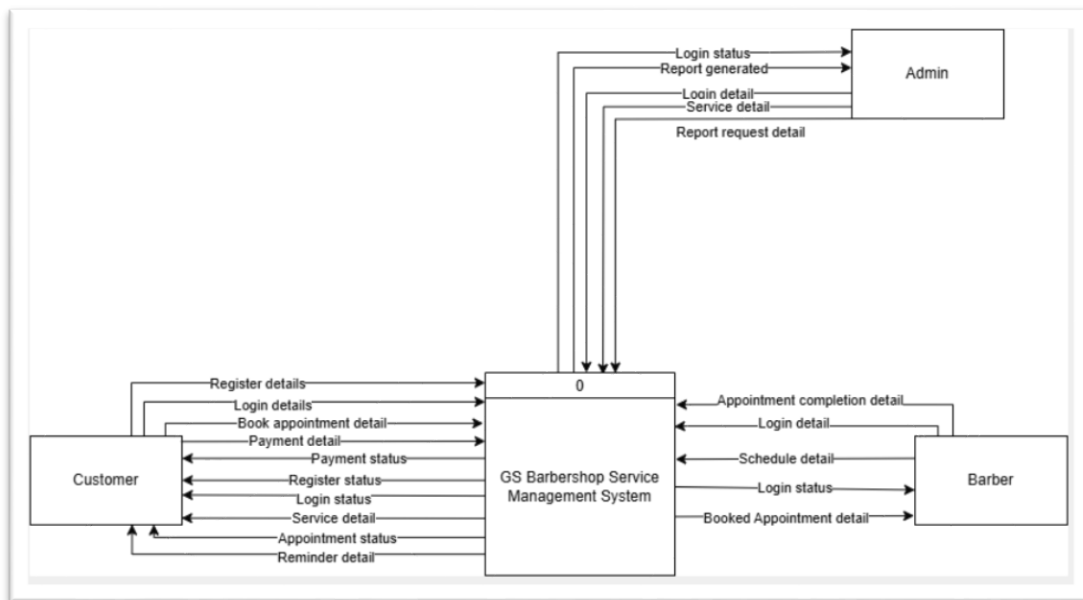 Login status
Report generated
Admin
Login detail
Service detail
Report request detail
Register details
0
Appointment completion detail
Login details
Book appointment detail
Login detail
Payment detail
Payment status
Schedule detail
Customer
Register status
GS Barbershop Service
Management System
Login status
Barber
Login status
Service detail
Booked Appointment detail
Appointment status
Reminder detail